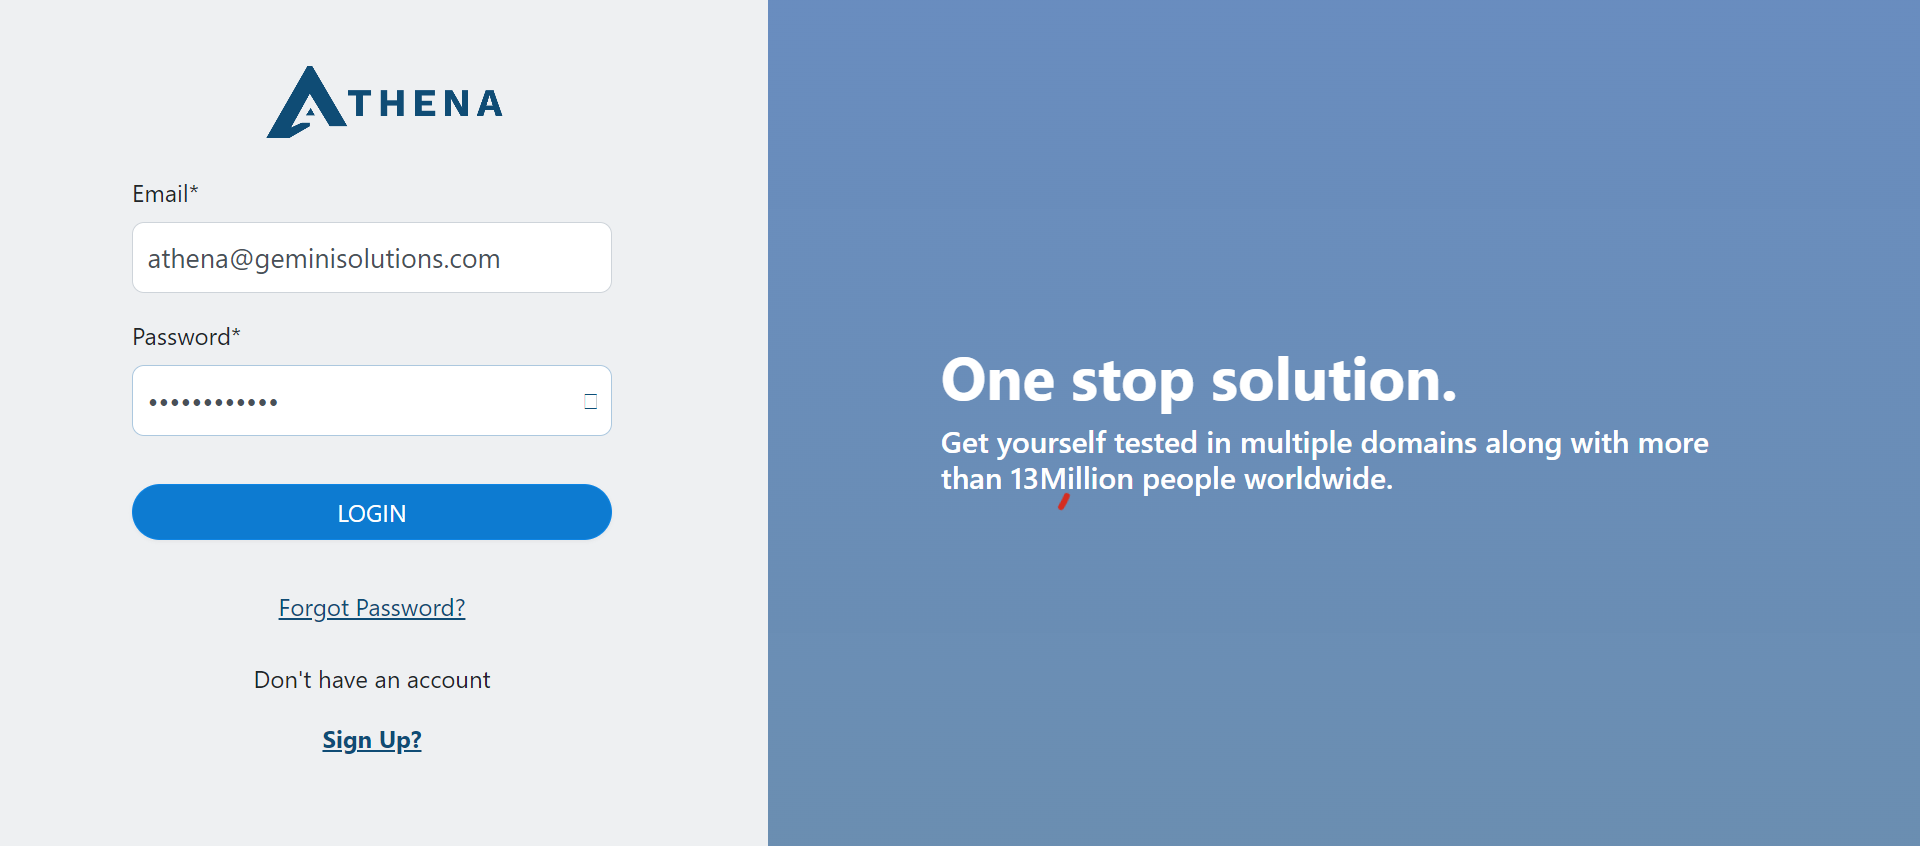 ATHENA
Email*
athena@geminisolutions.com
Password*
••••••••••••
LOGIN
Forgot Password?
Don't have an account
Sign Up?
One stop solution.
Get yourself tested in multiple domains along with more
than 13Million people worldwide.